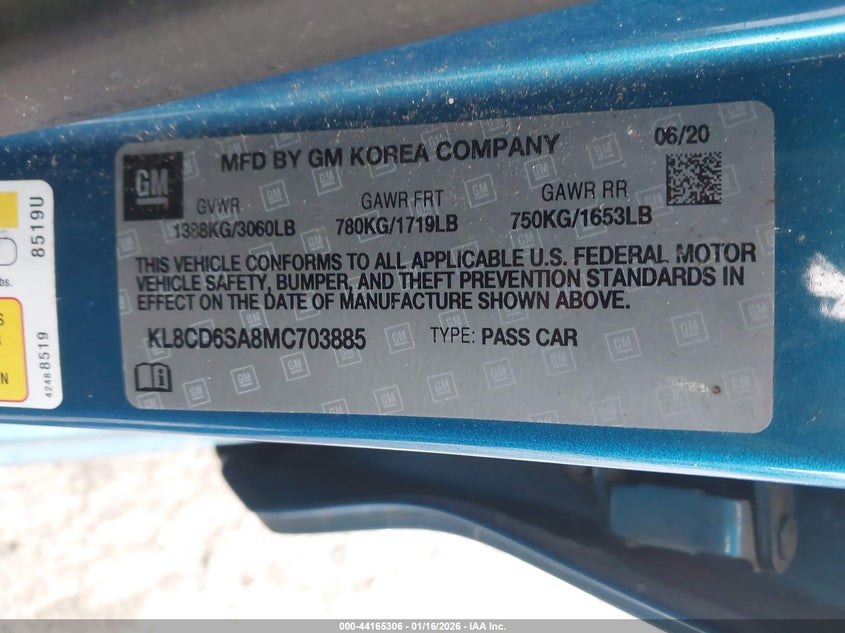 MFD BY GM KOREA COMPANY
06/20
GM
GVWR
GAWR FRT
GAWR RR
1388KG/3060LB
780KG/1719LB
750KG/1653LB
THIS VEHICLE CONFORMS TO ALL APPLICABLE U.S. FEDERAL MOTOR
VEHICLE SAFETY, BUMPER, AND THEFT PREVENTION STANDARDS IN
EFFECT ON THE DATE OF MANUFACTURE SHOWN ABOVE.
KL8CD6SA8MC703885
TYPE: PASS CAR
8519U
42488519
000-44165306 - 01/16/2026 - IAA Inc.